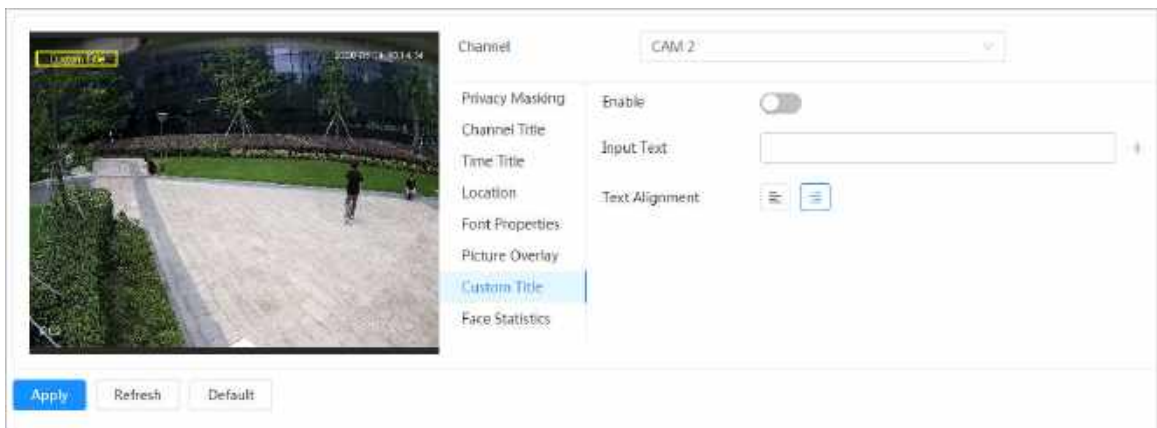 Custom Title
Channel
CAM 2
Privacy Masking
Channel Title
Time Title
Location
Font Properties
Picture Overlay
Custom Title
Face Statistics
Enable
Input Text
Text Alignment
Apply
Refresh
Default